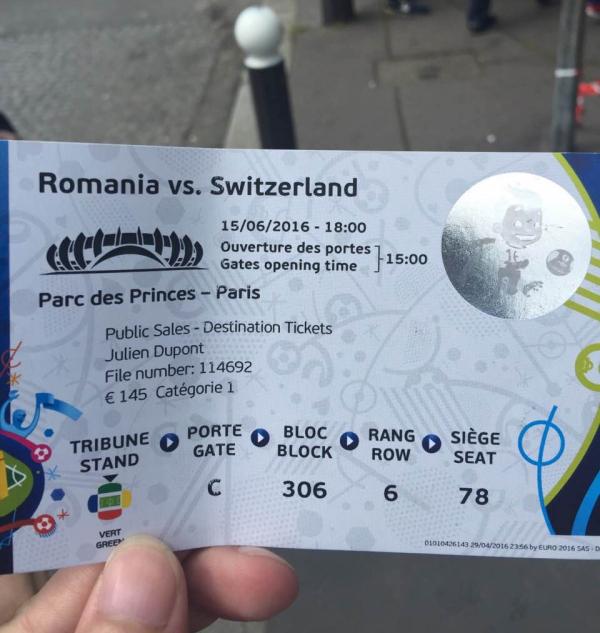 Romania vs. Switzerland
15/06/2016 - 18:00
Ouverture des portes
Gates opening time
15:00
Parc des Princes – Paris
Public Sales - Destination Tickets
Julien Dupont
File number: 114692
€ 145 Catégorie 1
TRIBUNE PORTE BLOC RANG SIÈGE
STAND GATE BLOCK ROW SEAT
C 306 6 78
VERT
GREEN
01010426143 29/04/2016 23:56 by EURO 2016 SAS - D